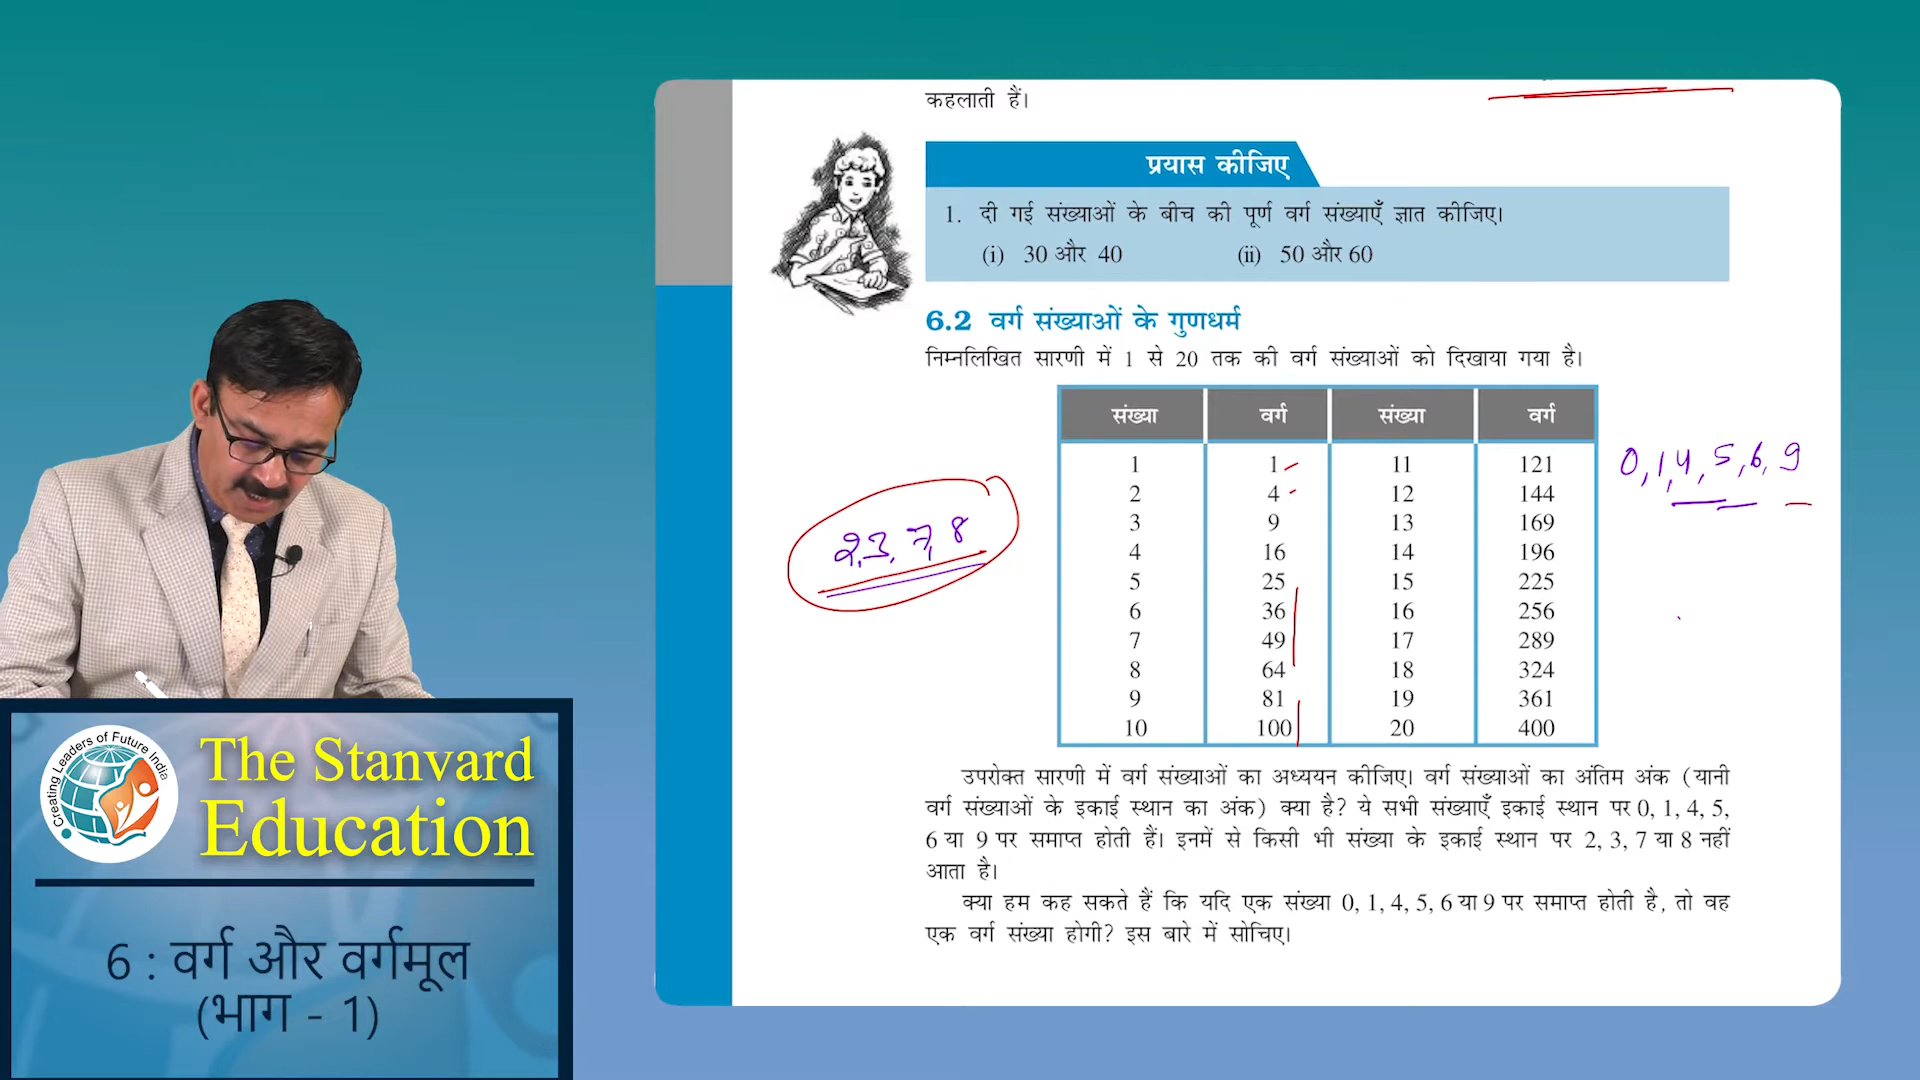 कहलाती हैं।
प्रयास कीजिए
1. दी गई संख्याओं के बीच की पूर्ण वर्ग संख्याएँ ज्ञात कीजिए।
(i) 30 और 40 (ii) 50 और 60
6.2 वर्ग संख्याओं के गुणधर्म
निम्नलिखित सारणी में 1 से 20 तक की वर्ग संख्याओं को दिखाया गया है।
संख्या वर्ग संख्या वर्ग
1 1 11 121
2 4 12 144
3 9 13 169
4 16 14 196
5 25 15 225
6 36 16 256
7 49 17 289
8 64 18 324
9 81 19 361
10 100 20 400
0, 1, 4, 5, 6, 9
2, 3, 7, 8
उपरोक्त सारणी में वर्ग संख्याओं का अध्ययन कीजिए। वर्ग संख्याओं का अंतिम अंक (यानी
वर्ग संख्याओं के इकाई स्थान का अंक) क्या है? ये सभी संख्याएँ इकाई स्थान पर 0, 1, 4, 5,
6 या 9 पर समाप्त होती हैं। इनमें से किसी भी संख्या के इकाई स्थान पर 2, 3, 7 या 8 नहीं
आता है।
क्या हम कह सकते हैं कि यदि एक संख्या 0, 1, 4, 5, 6 या 9 पर समाप्त होती है, तो वह
एक वर्ग संख्या होगी? इस बारे में सोचिए।
Creating Leaders of Future India
The Stanvard
Education
6 : वर्ग और वर्गमूल
(भाग - 1)